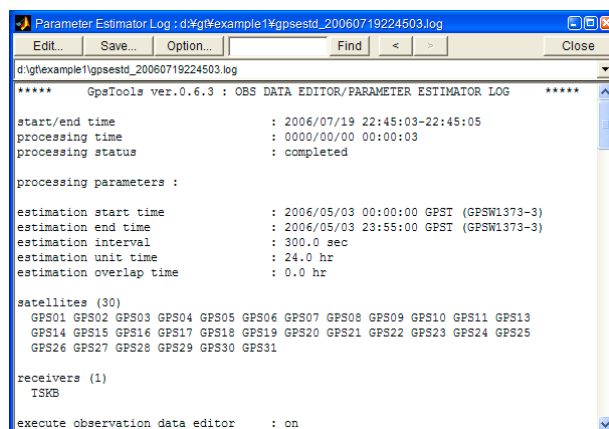 Parameter Estimator Log : d:¥gt¥example1¥gpsestd_20060719224503.log
Edit... Save... Option... Find < > Close
d:\gt\example1\gpsestd_20060719224503.log
***** GpsTools ver.0.6.3 : OBS DATA EDITOR/PARAMETER ESTIMATOR LOG *****
start/end time : 2006/07/19 22:45:03-22:45:05
processing time : 0000/00/00 00:00:03
processing status : completed
processing parameters :
estimation start time : 2006/05/03 00:00:00 GPST (GPSW1373-3)
estimation end time : 2006/05/03 23:55:00 GPST (GPSW1373-3)
estimation interval : 300.0 sec
estimation unit time : 24.0 hr
estimation overlap time : 0.0 hr
satellites (30)
GPS01 GPS02 GPS03 GPS04 GPS05 GPS06 GPS07 GPS08 GPS09 GPS10 GPS11 GPS13
GPS14 GPS15 GPS16 GPS17 GPS18 GPS19 GPS20 GPS21 GPS22 GPS23 GPS24 GPS25
GPS26 GPS27 GPS28 GPS29 GPS30 GPS31
receivers (1)
TSKB
execute observation data editor : on